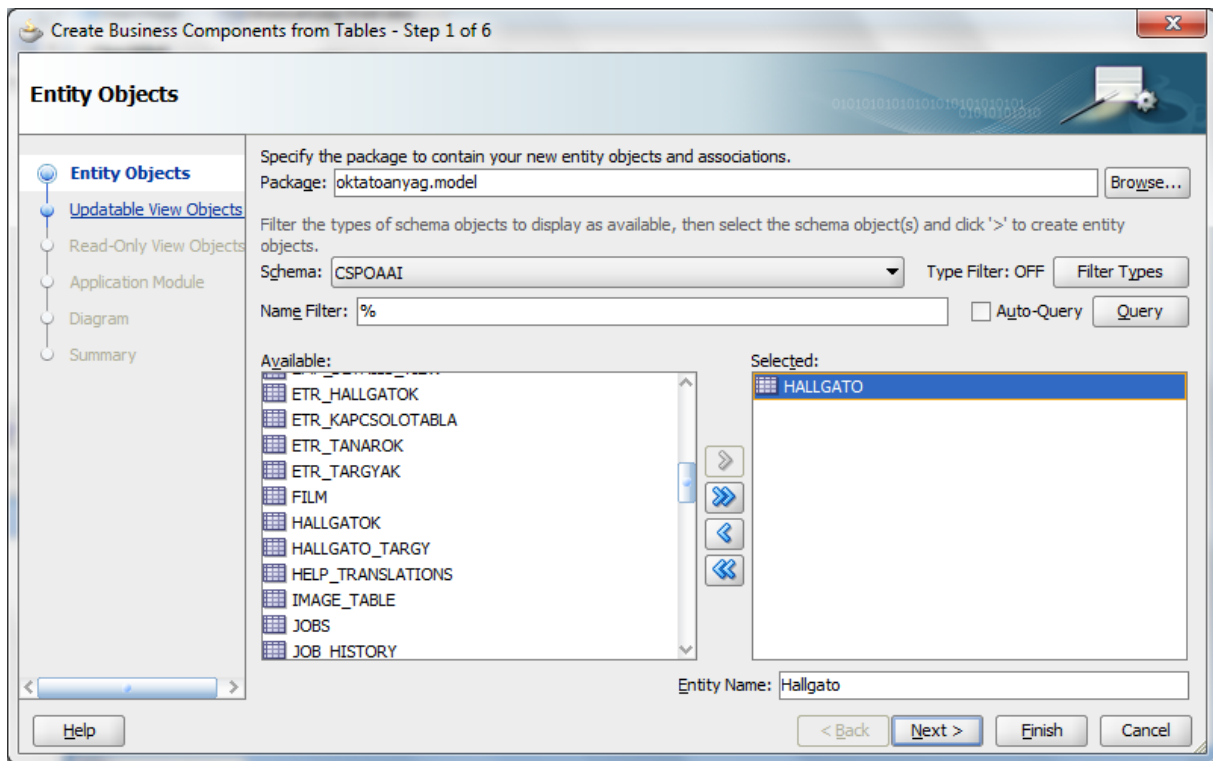 Create Business Components from Tables - Step 1 of 6
Entity Objects
Entity Objects
Updatable View Objects
Read-Only View Objects
Application Module
Diagram
Summary
Specify the package to contain your new entity objects and associations.
Package: oktatoanyag.model Browse...
Filter the types of schema objects to display as available, then select the schema object(s) and click '>' to create entity
objects.
Schema: CSPOAAI Type Filter: OFF Filter Types
Name Filter: % Auto-Query Query
Available:
ETR_HALLGATOK
ETR_KAPCSOLOTABLA
ETR_TANAROK
ETR_TARGYAK
FILM
HALLGATOK
HALLGATO_TARGY
HELP_TRANSLATIONS
IMAGE_TABLE
JOBS
JOB_HISTORY
Selected:
HALLGATO
Entity Name: Hallgato
Help < Back Next > Finish Cancel